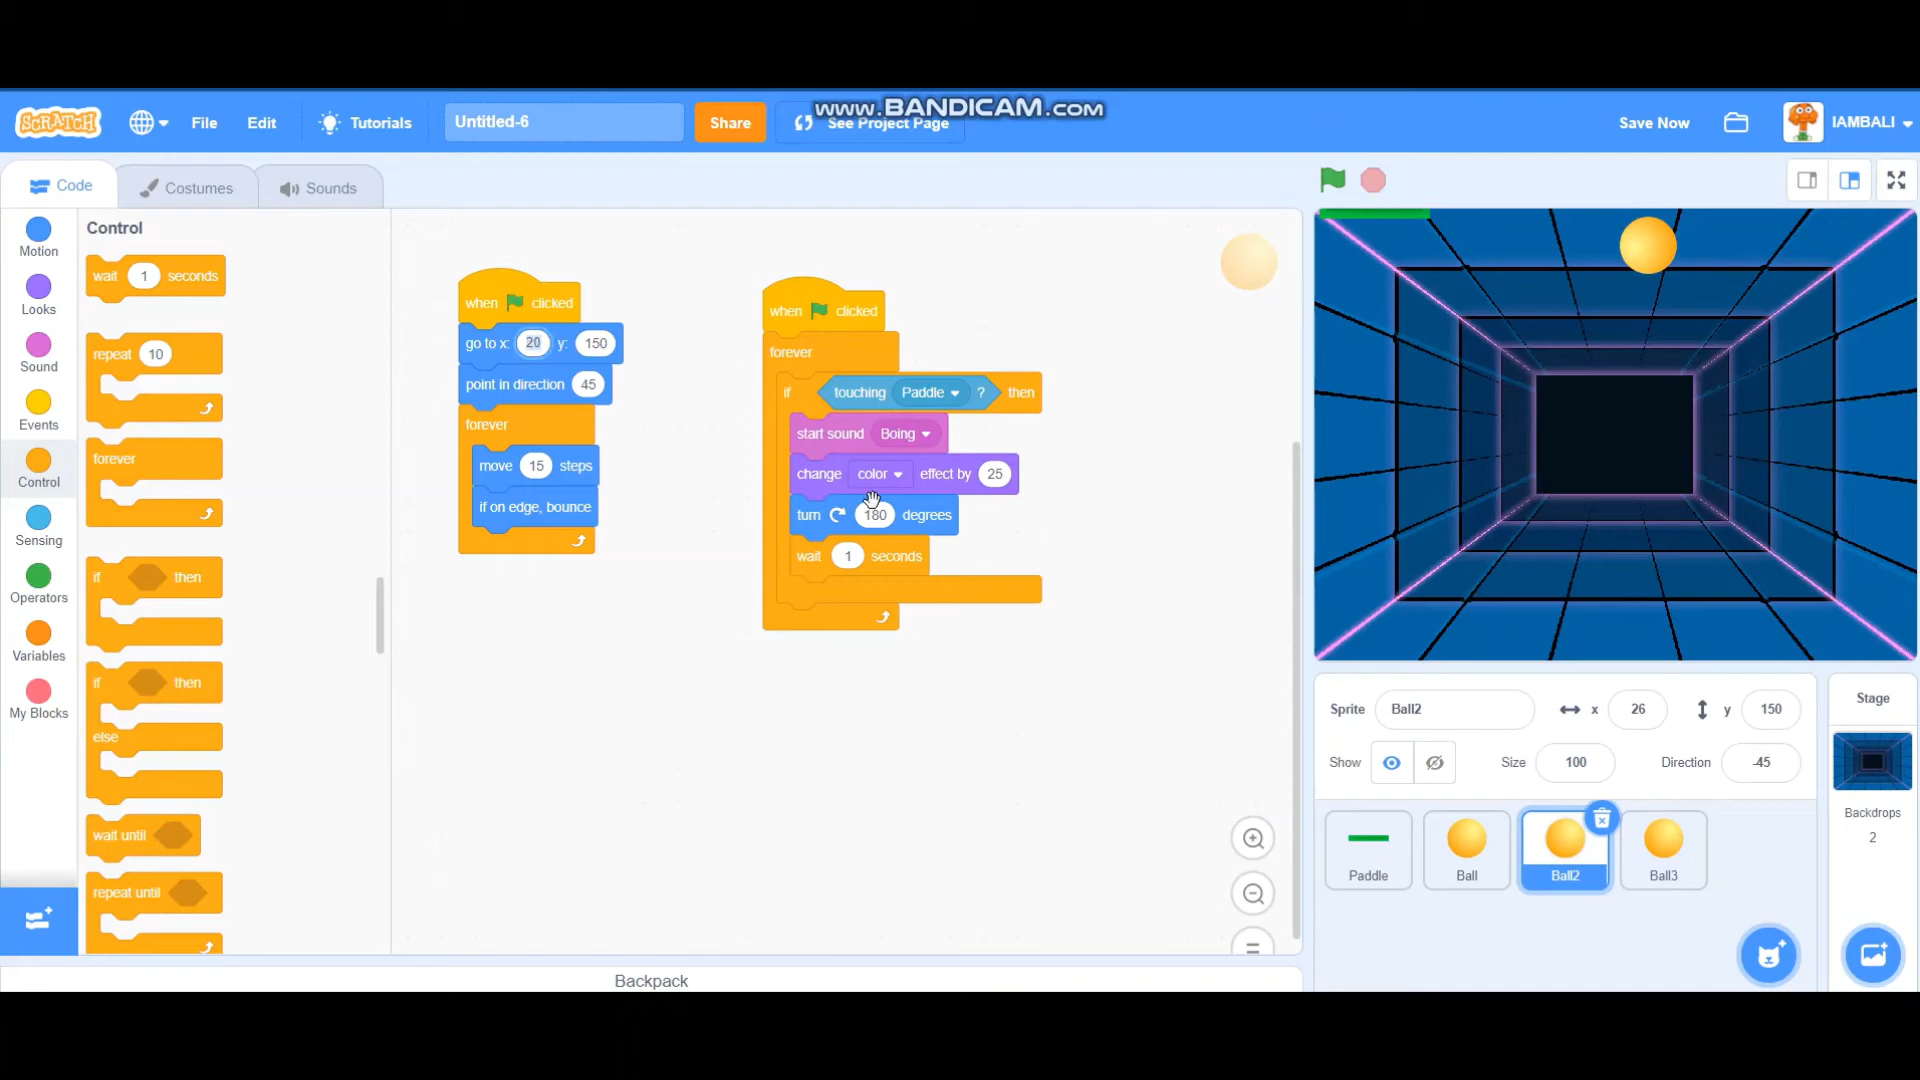 www.BANDICAM.com
SCRATCH
File
Edit
Tutorials
Untitled-6
Share
See Project Page
Save Now
IAMBALI
Code
Costumes
Sounds
Motion
Looks
Sound
Events
Control
Sensing
Operators
Variables
My Blocks
Control
wait 1 seconds
repeat 10
forever
if then
if then
else
wait until
repeat until
when clicked
go to x: 20 y: 150
point in direction 45
forever
move 15 steps
if on edge, bounce
when clicked
forever
if touching Paddle ? then
start sound Boing
change color effect by 25
turn 180 degrees
wait 1 seconds
Backpack
Sprite Ball2 x 26 y 150
Show Size 100 Direction -45
Paddle
Ball
Ball2
Ball3
Stage
Backdrops
2